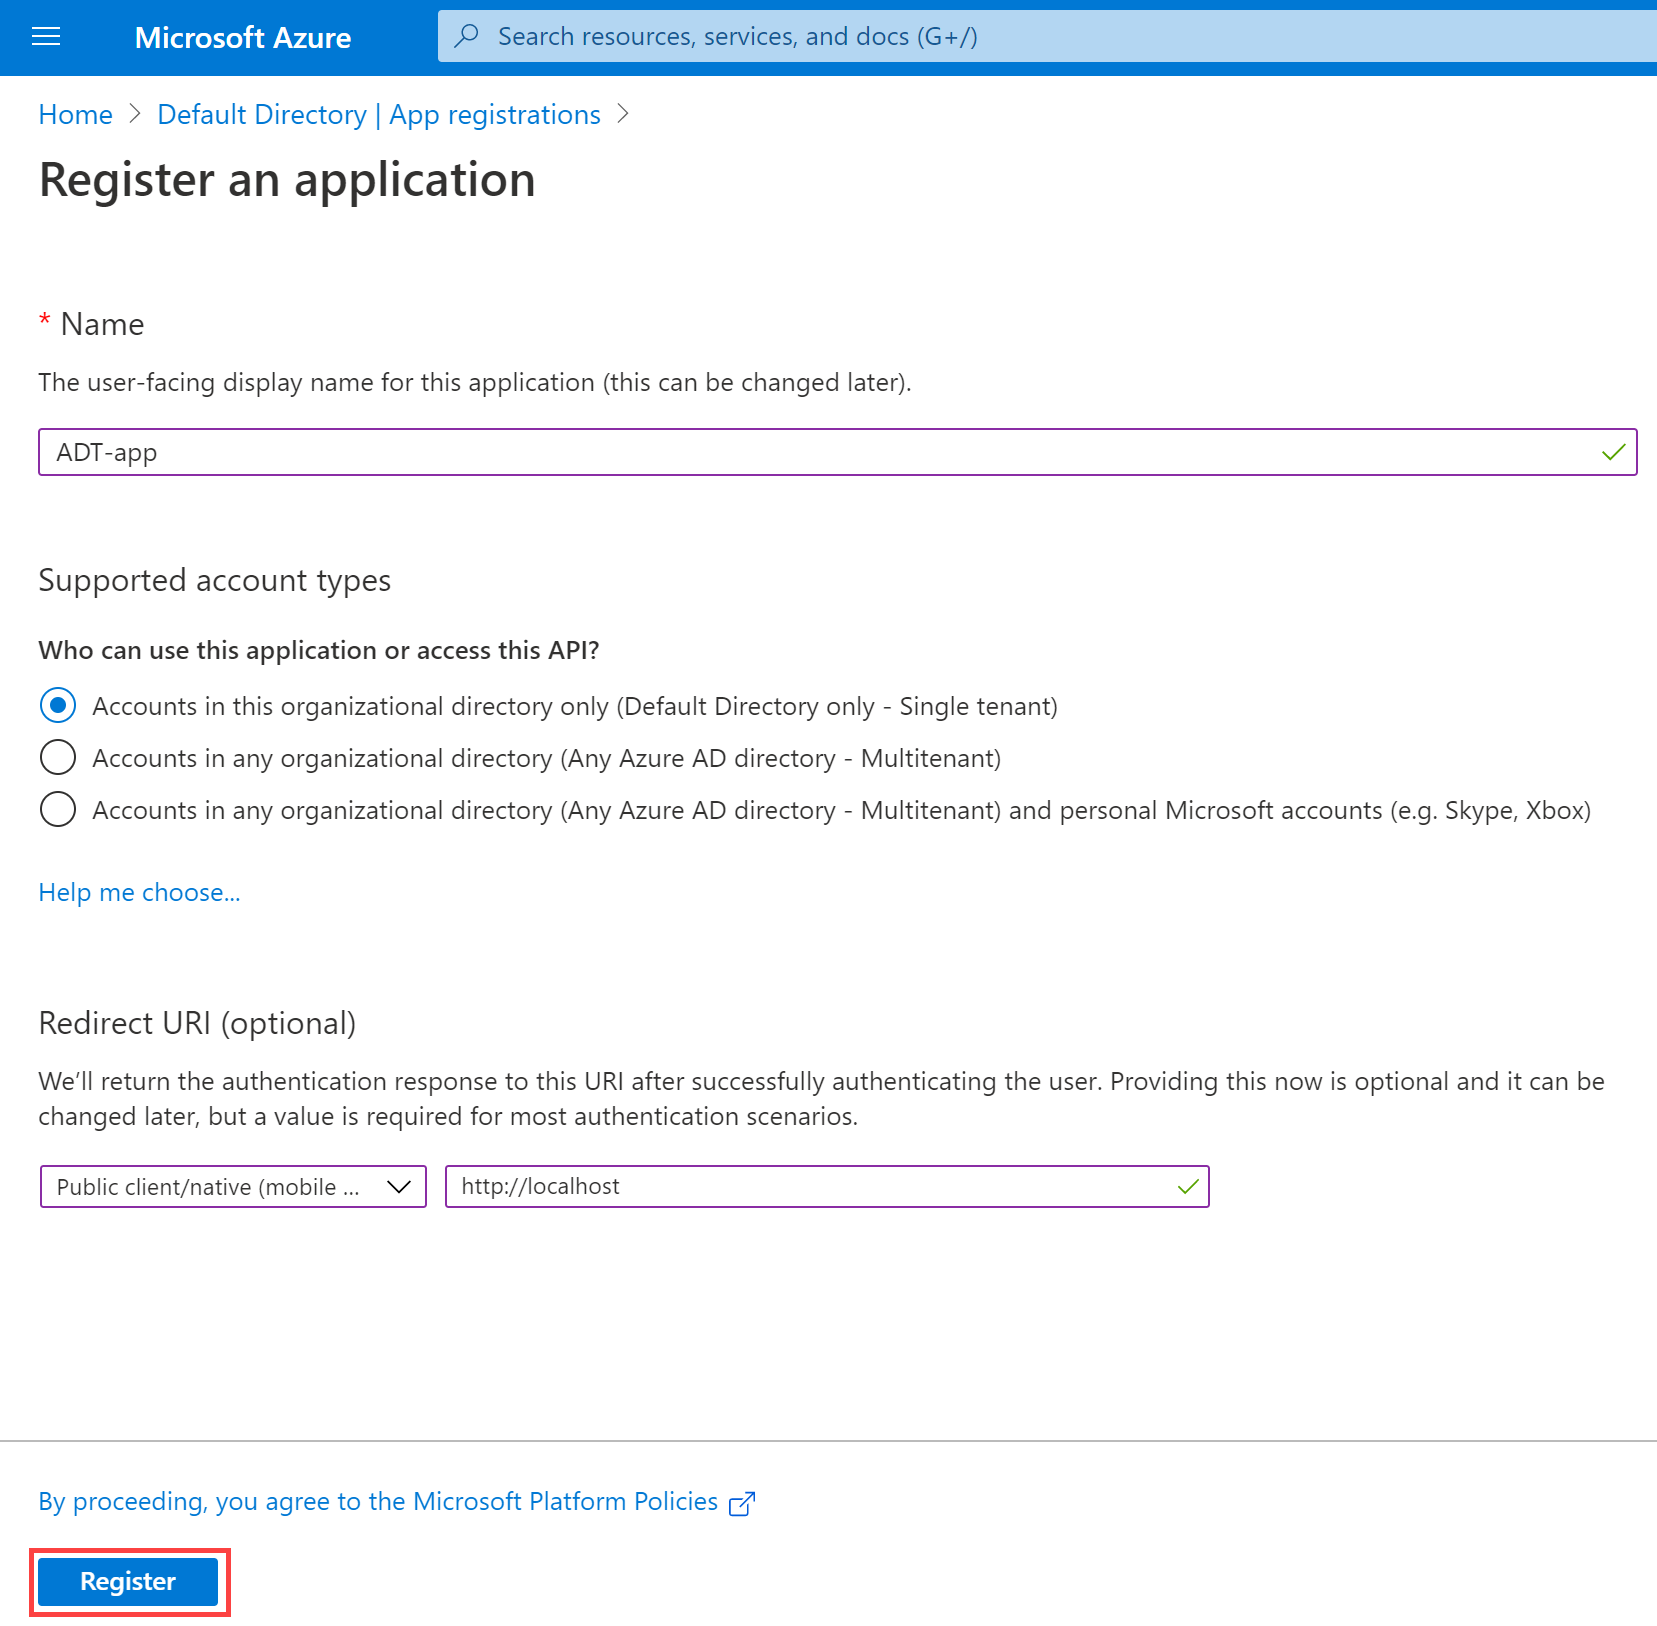 Microsoft Azure
Search resources, services, and docs (G+/)
Home > Default Directory | App registrations >
Register an application
* Name
The user-facing display name for this application (this can be changed later).
ADT-app
Supported account types
Who can use this application or access this API?
Accounts in this organizational directory only (Default Directory only - Single tenant)
Accounts in any organizational directory (Any Azure AD directory - Multitenant)
Accounts in any organizational directory (Any Azure AD directory - Multitenant) and personal Microsoft accounts (e.g. Skype, Xbox)
Help me choose...
Redirect URI (optional)
We’ll return the authentication response to this URI after successfully authenticating the user. Providing this now is optional and it can be
changed later, but a value is required for most authentication scenarios.
Public client/native (mobile ... http://localhost
By proceeding, you agree to the Microsoft Platform Policies
Register